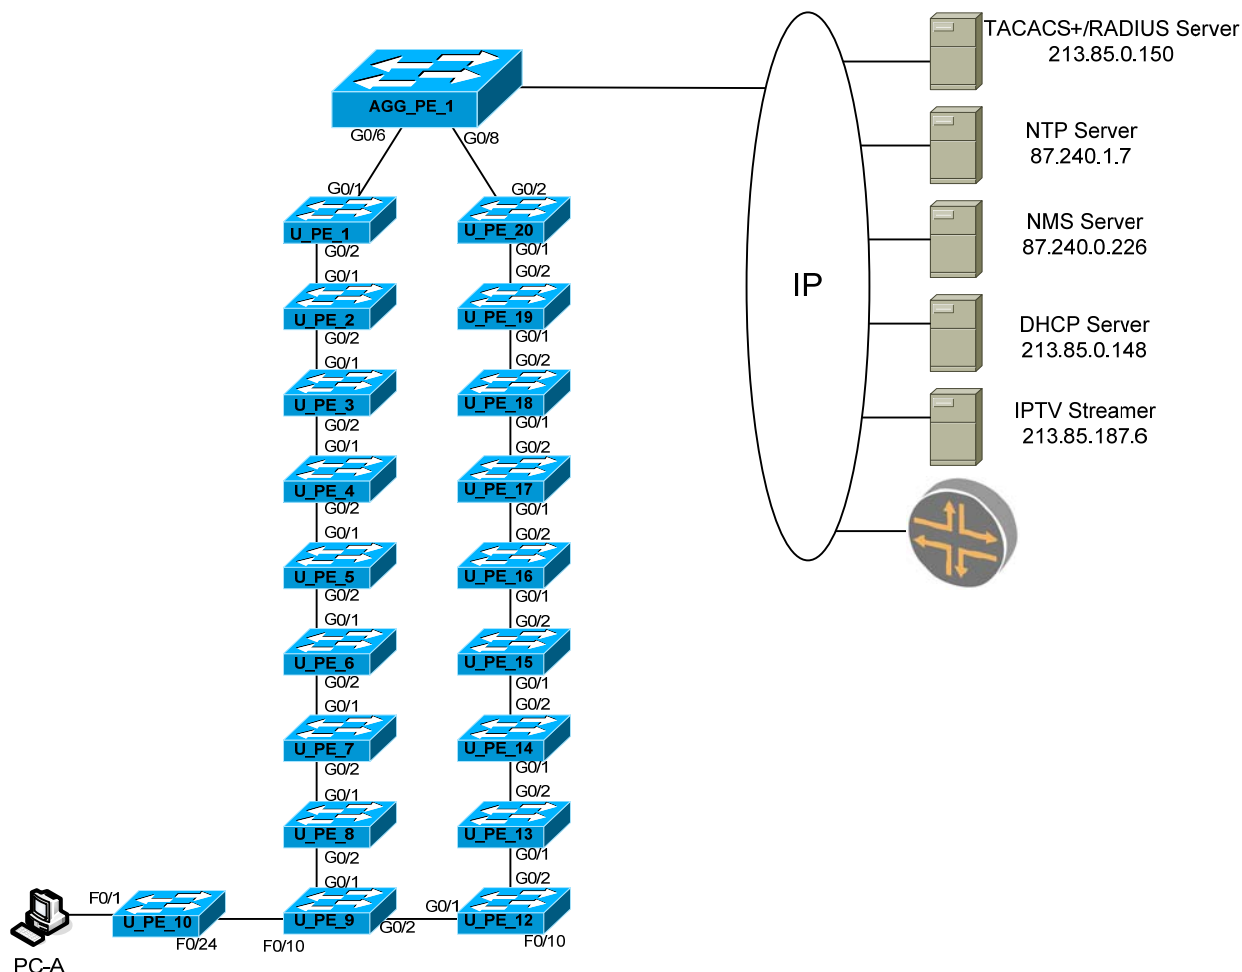 TACACS+/RADIUS Server
213.85.0.150
AGG_PE_1
G0/6
G0/8
NTP Server
87.240.1.7
G0/1
G0/2
U_PE_1
U_PE_20
NMS Server
87.240.0.226
G0/2
G0/1
G0/1
G0/2
IP
U_PE_2
U_PE_19
DHCP Server
213.85.0.148
G0/2
G0/1
G0/1
G0/2
U_PE_3
U_PE_18
IPTV Streamer
213.85.187.6
G0/2
G0/1
G0/1
G0/2
U_PE_4
U_PE_17
G0/2
G0/1
G0/1
G0/2
U_PE_5
U_PE_16
G0/2
G0/1
G0/1
G0/2
U_PE_6
U_PE_15
G0/2
G0/1
G0/1
G0/2
U_PE_7
U_PE_14
G0/2
G0/1
G0/1
G0/2
U_PE_8
U_PE_13
G0/2
G0/1
G0/1
G0/2
F0/1
G0/1
U_PE_10
U_PE_9
G0/2
U_PE_12
F0/24
F0/10
F0/10
PC-A